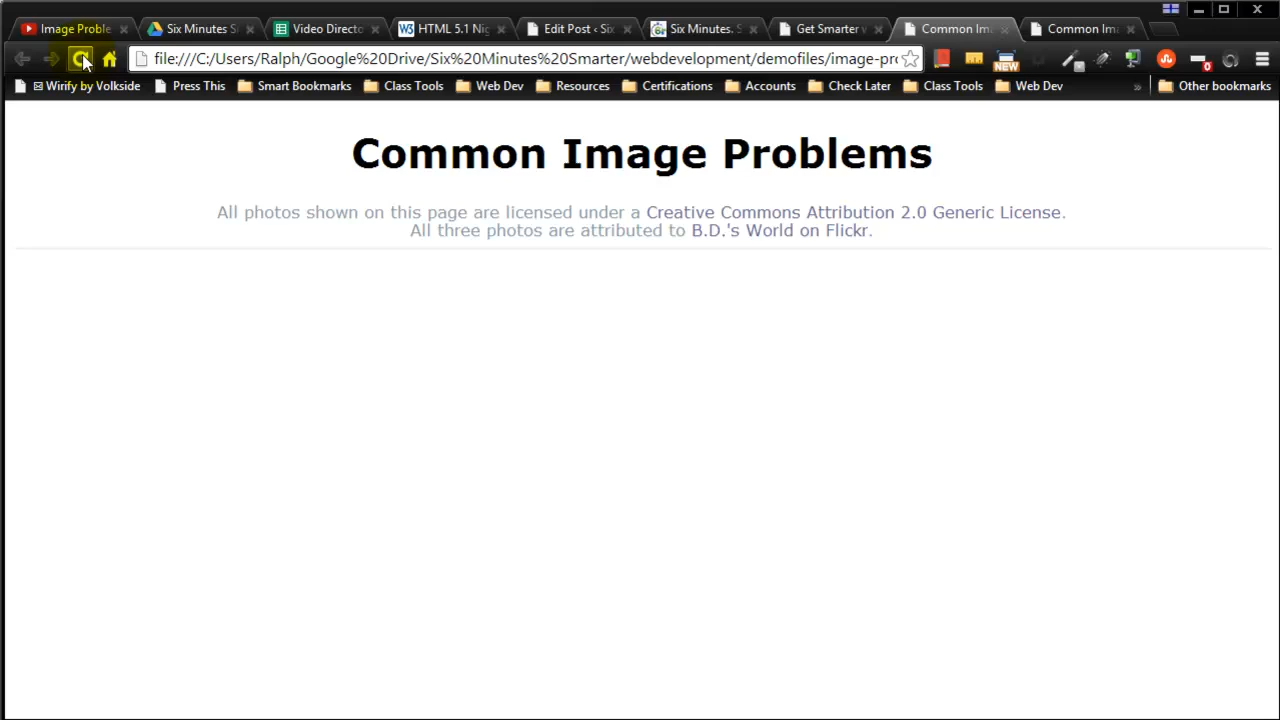 Image Proble
Six Minutes S
Video Directo
HTML 5.1 Nig
Edit Post ‹ Six
Six Minutes. S
Get Smarter
Common Im
Common Ima
file:///C:/Users/Ralph/Google%20Drive/Six%20Minutes%20Smarter/webdevelopment/demofiles/image-pro
NEW
0
Wirify by Volkside
Press This
Smart Bookmarks
Class Tools
Web Dev
Resources
Certifications
Accounts
Check Later
Class Tools
Web Dev
»
Other bookmarks
Common Image Problems
All photos shown on this page are licensed under a Creative Commons Attribution 2.0 Generic License.
All three photos are attributed to B.D.'s World on Flickr.